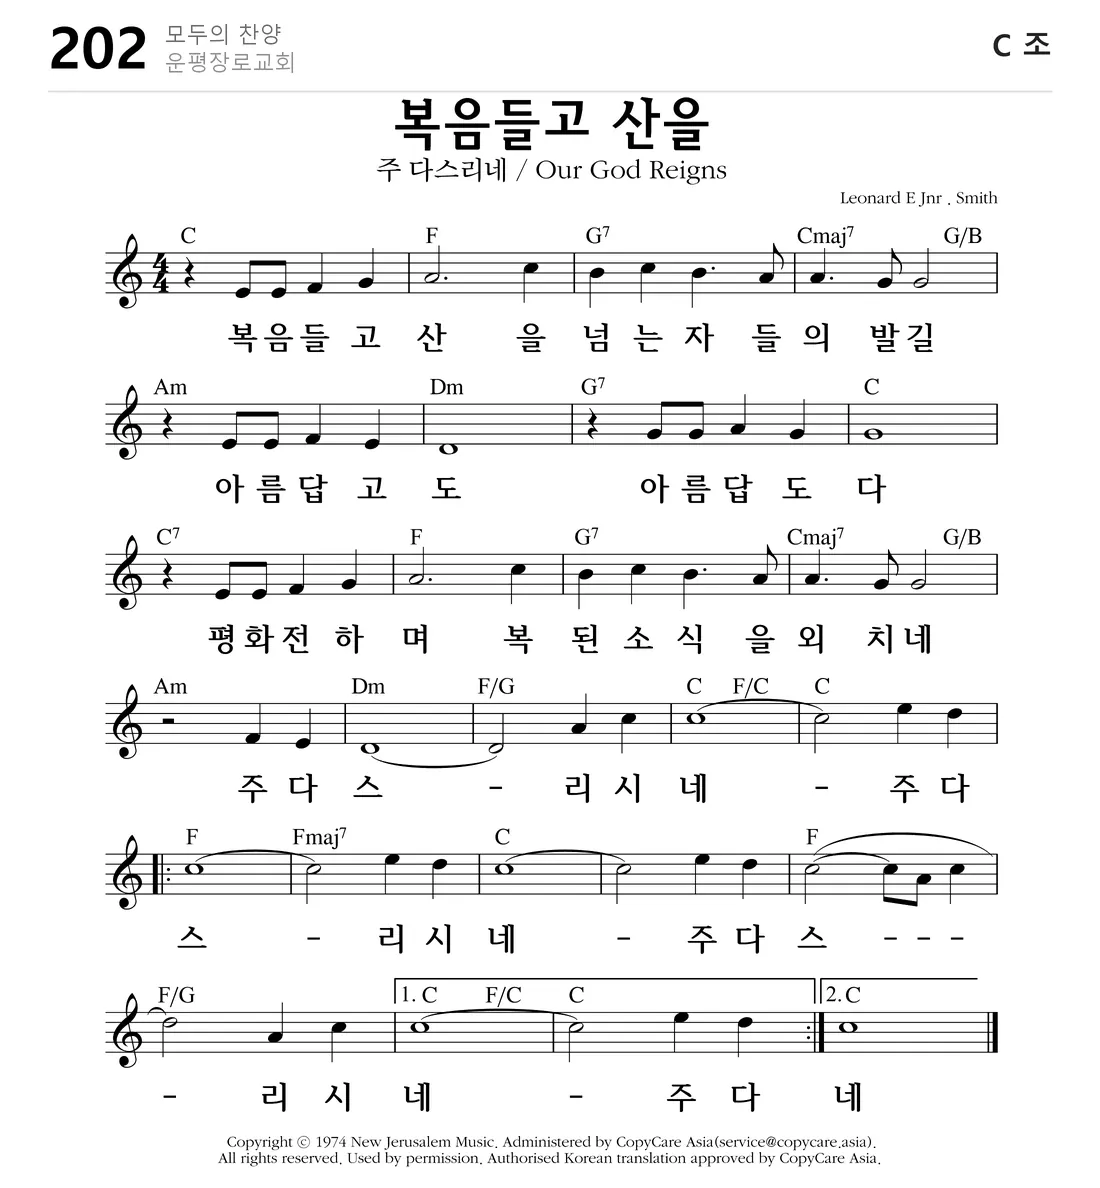 202
모두의 찬양
운평장로교회
C 조
복음들고 산을
주 다스리네 / Our God Reigns
Leonard E Jnr . Smith
C F G7 Cmaj7 G/B
복음들 고 산 을 넘 는 자 들 의 발길
Am Dm G7 C
아 름 답 고 도 아 름 답 도 다
C7 F G7 Cmaj7 G/B
평화전 하 며 복 된 소 식 을 외 치네
Am Dm F/G C F/C C
주 다 스 - 리 시 네 - 주 다
F Fmaj7 C F
스 - 리 시 네 - 주 다 스 - - -
F/G 1. C F/C C 2. C
- 리 시 네 - 주 다 네
Copyright ⓒ 1974 New Jerusalem Music. Administered by CopyCare Asia(service@copycare.asia).
All rights reserved. Used by permission. Authorised Korean translation approved by CopyCare Asia.